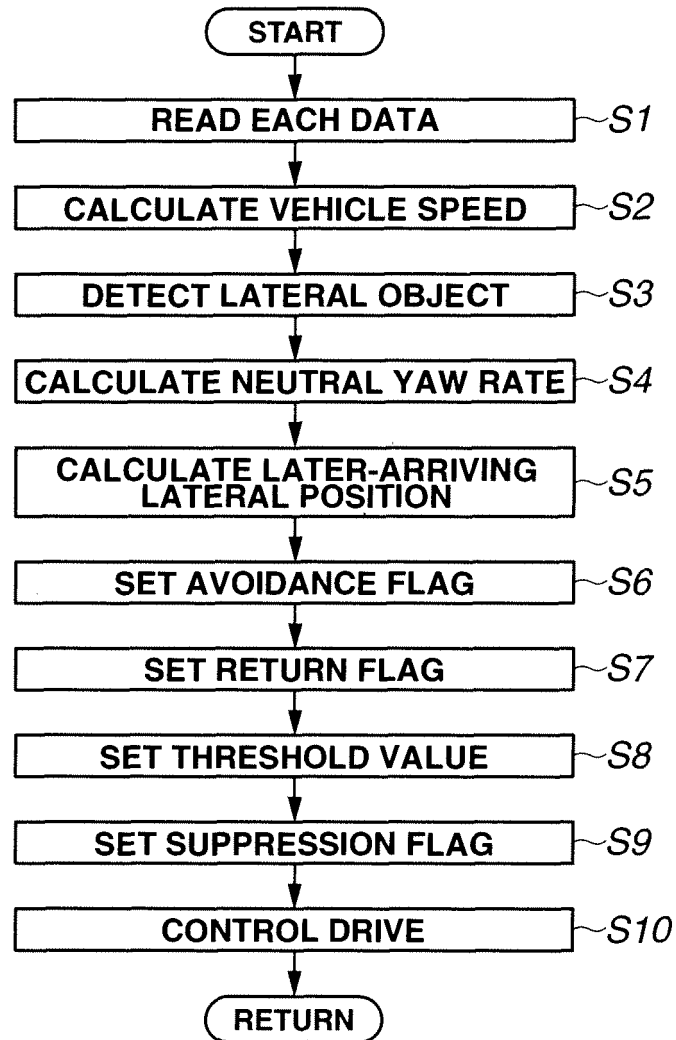 START
READ EACH DATA
S1
CALCULATE VEHICLE SPEED
S2
DETECT LATERAL OBJECT
S3
CALCULATE NEUTRAL YAW RATE
S4
CALCULATE LATER-ARRIVING
LATERAL POSITION
S5
SET AVOIDANCE FLAG
S6
SET RETURN FLAG
S7
SET THRESHOLD VALUE
S8
SET SUPPRESSION FLAG
S9
CONTROL DRIVE
S10
RETURN